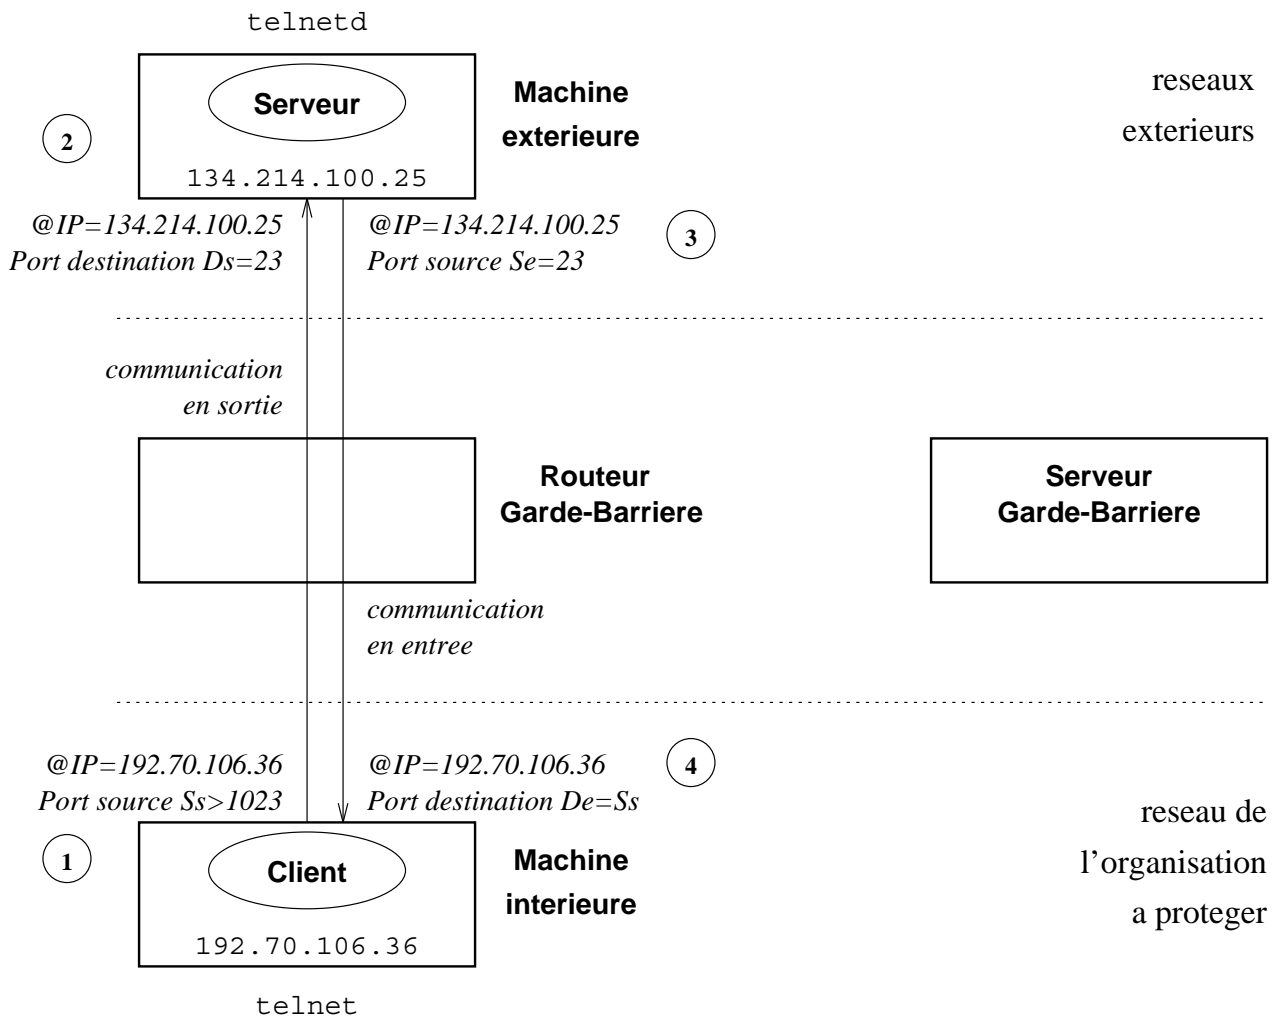 telnetd
Serveur
134.214.100.25
Machine
exterieure
reseaux
exterieurs
2
@IP=134.214.100.25
Port destination Ds=23
@IP=134.214.100.25
Port source Se=23
3
communication
en sortie
Routeur
Garde-Barriere
Serveur
Garde-Barriere
communication
en entree
@IP=192.70.106.36
Port source Ss>1023
@IP=192.70.106.36
Port destination De=Ss
4
1
Client
192.70.106.36
Machine
interieure
reseau de
l'organisation
a proteger
telnet